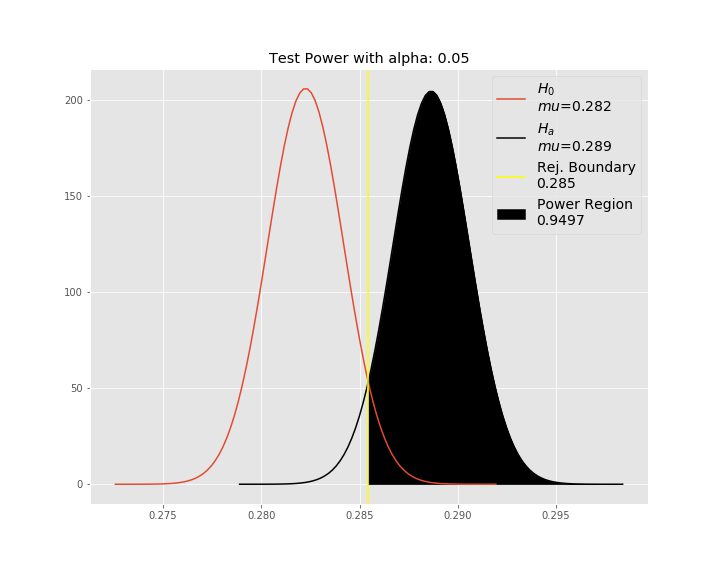 Test Power with alpha: 0.05
200
150
100
50
0
0.275
0.280
0.285
0.290
0.295
H₀
mu=0.282
Hₐ
mu=0.289
Rej. Boundary
0.285
Power Region
0.9497